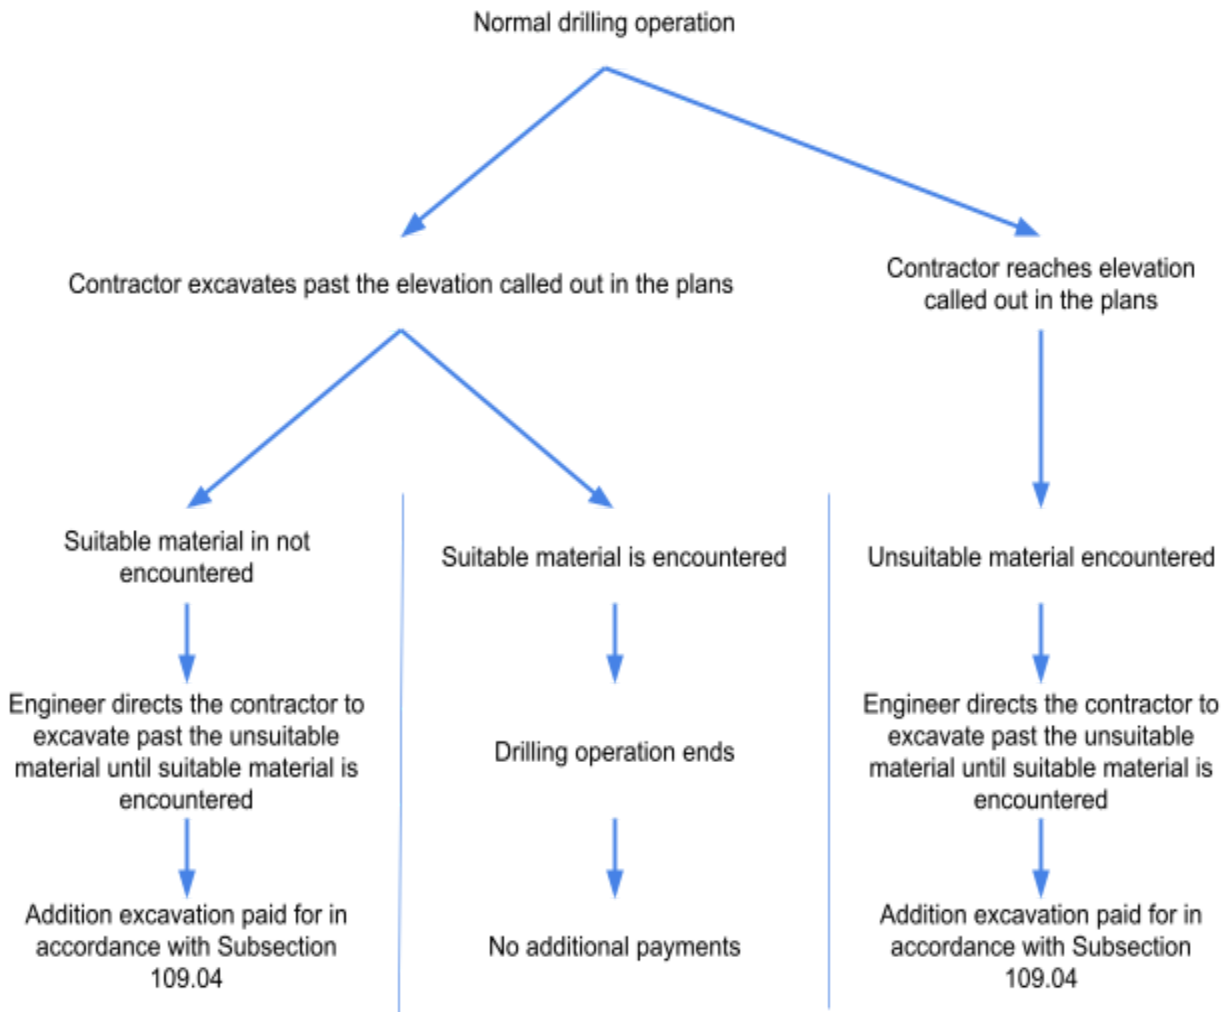 Normal drilling operation
Contractor excavates past the elevation called out in the plans
Contractor reaches elevation
called out in the plans
Suitable material in not
encountered
Suitable material is encountered
Unsuitable material encountered
Engineer directs the contractor to
excavate past the unsuitable
material until suitable material is
encountered
Drilling operation ends
Engineer directs the contractor to
excavate past the unsuitable
material until suitable material is
encountered
Addition excavation paid for in
accordance with Subsection
109.04
No additional payments
Addition excavation paid for in
accordance with Subsection
109.04